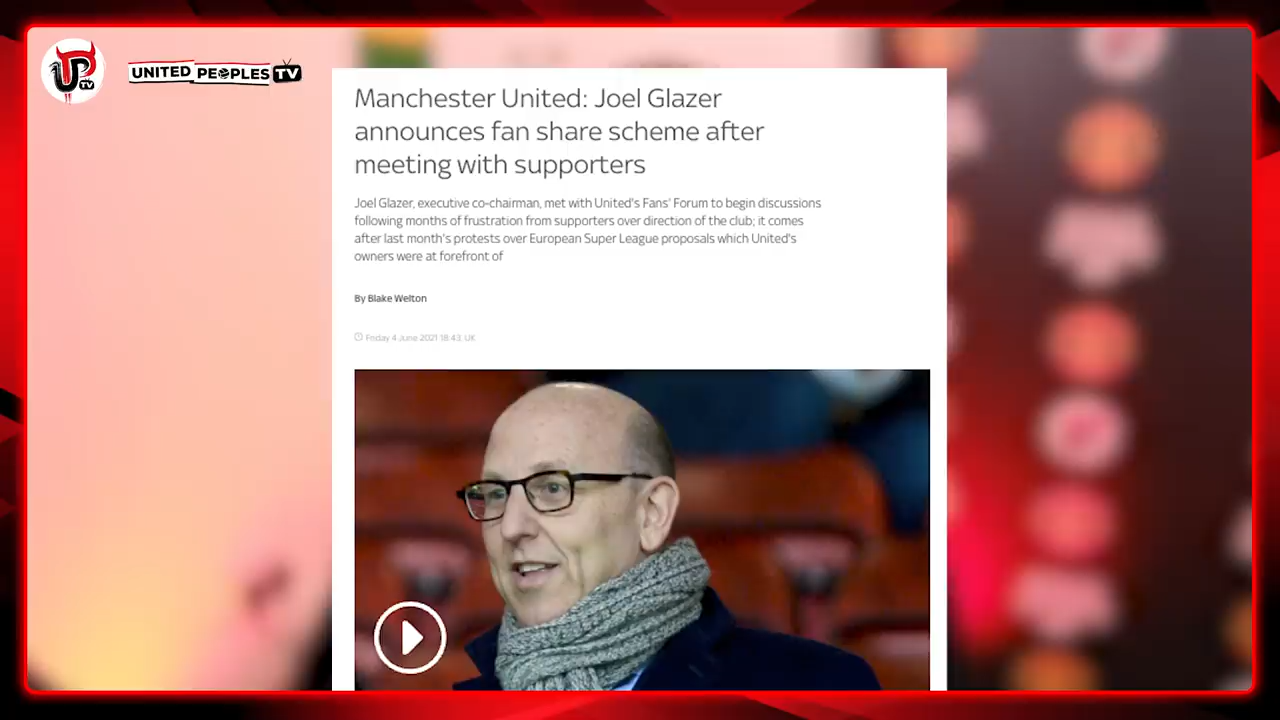 UP
TV
UNITED PEOPLES TV
Manchester United: Joel Glazer
announces fan share scheme after
meeting with supporters
Joel Glazer, executive co-chairman, met with United's Fans' Forum to begin discussions
following months of frustration from supporters over direction of the club; it comes
after last month's protests over European Super League proposals which United's
owners were at forefront of
By Blake Welton
Friday 4 June 2021 18:43, UK